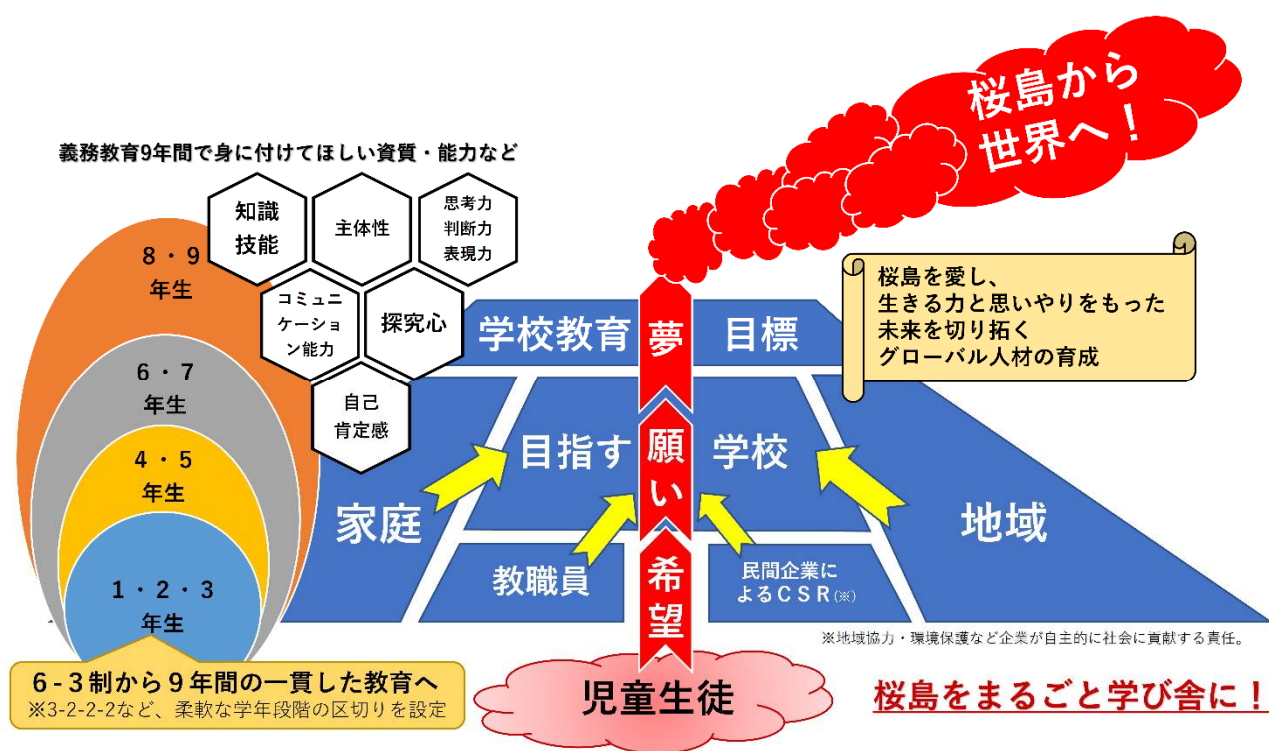 桜島から
世界へ！
義務教育9年間で身に付けてほしい資質・能力など
知識
技能
主体性
思考力
判断力
表現力
コミュニ
ケーショ
ン能力
探究心
自己
肯定感
8・9
年生
6・7
年生
4・5
年生
1・2・3
年生
6-3制から９年間の一貫した教育へ
※3-2-2-2など、柔軟な学年段階の区切りを設定
学校教育
目標
夢
願い
希望
目指す
学校
家庭
地域
教職員
民間企業に
よるＣＳＲ(※)
桜島を愛し、
生きる力と思いやりをもった
未来を切り拓く
グローバル人材の育成
※地域協力・環境保護など企業が自主的に社会に貢献する責任。
児童生徒
桜島をまるごと学び舎に！